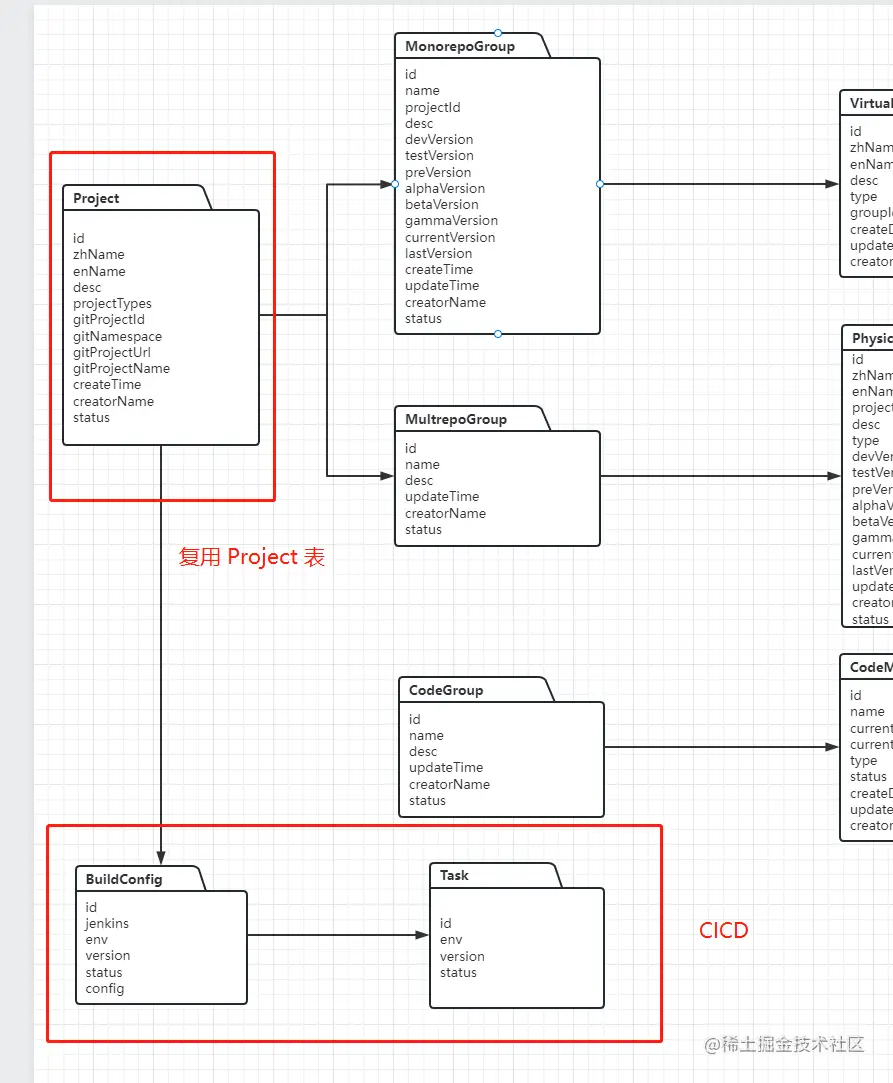 MonorepoGroup
id
name
projectId
desc
devVersion
testVersion
preVersion
alphaVersion
betaVersion
gammaVersion
currentVersion
lastVersion
createTime
updateTime
creatorName
status
Project
id
zhName
enName
desc
projectTypes
gitProjectId
gitNamespace
gitProjectUrl
gitProjectName
createTime
creatorName
status
Virtual
id
zhNam
enNam
desc
type
groupI
createD
update
creator
MultrepoGroup
id
name
desc
updateTime
creatorName
status
Physic
id
zhNam
enNam
project
desc
type
devVer
testVer
preVer
alphaV
betaVe
gamma
current
lastVer
update
creator
status
复用 Project 表
CodeGroup
id
name
desc
updateTime
creatorName
status
CodeM
id
name
current
current
type
status
createD
update
creator
BuildConfig
id
jenkins
env
version
status
config
Task
id
env
version
status
CICD
@稀土掘金技术社区